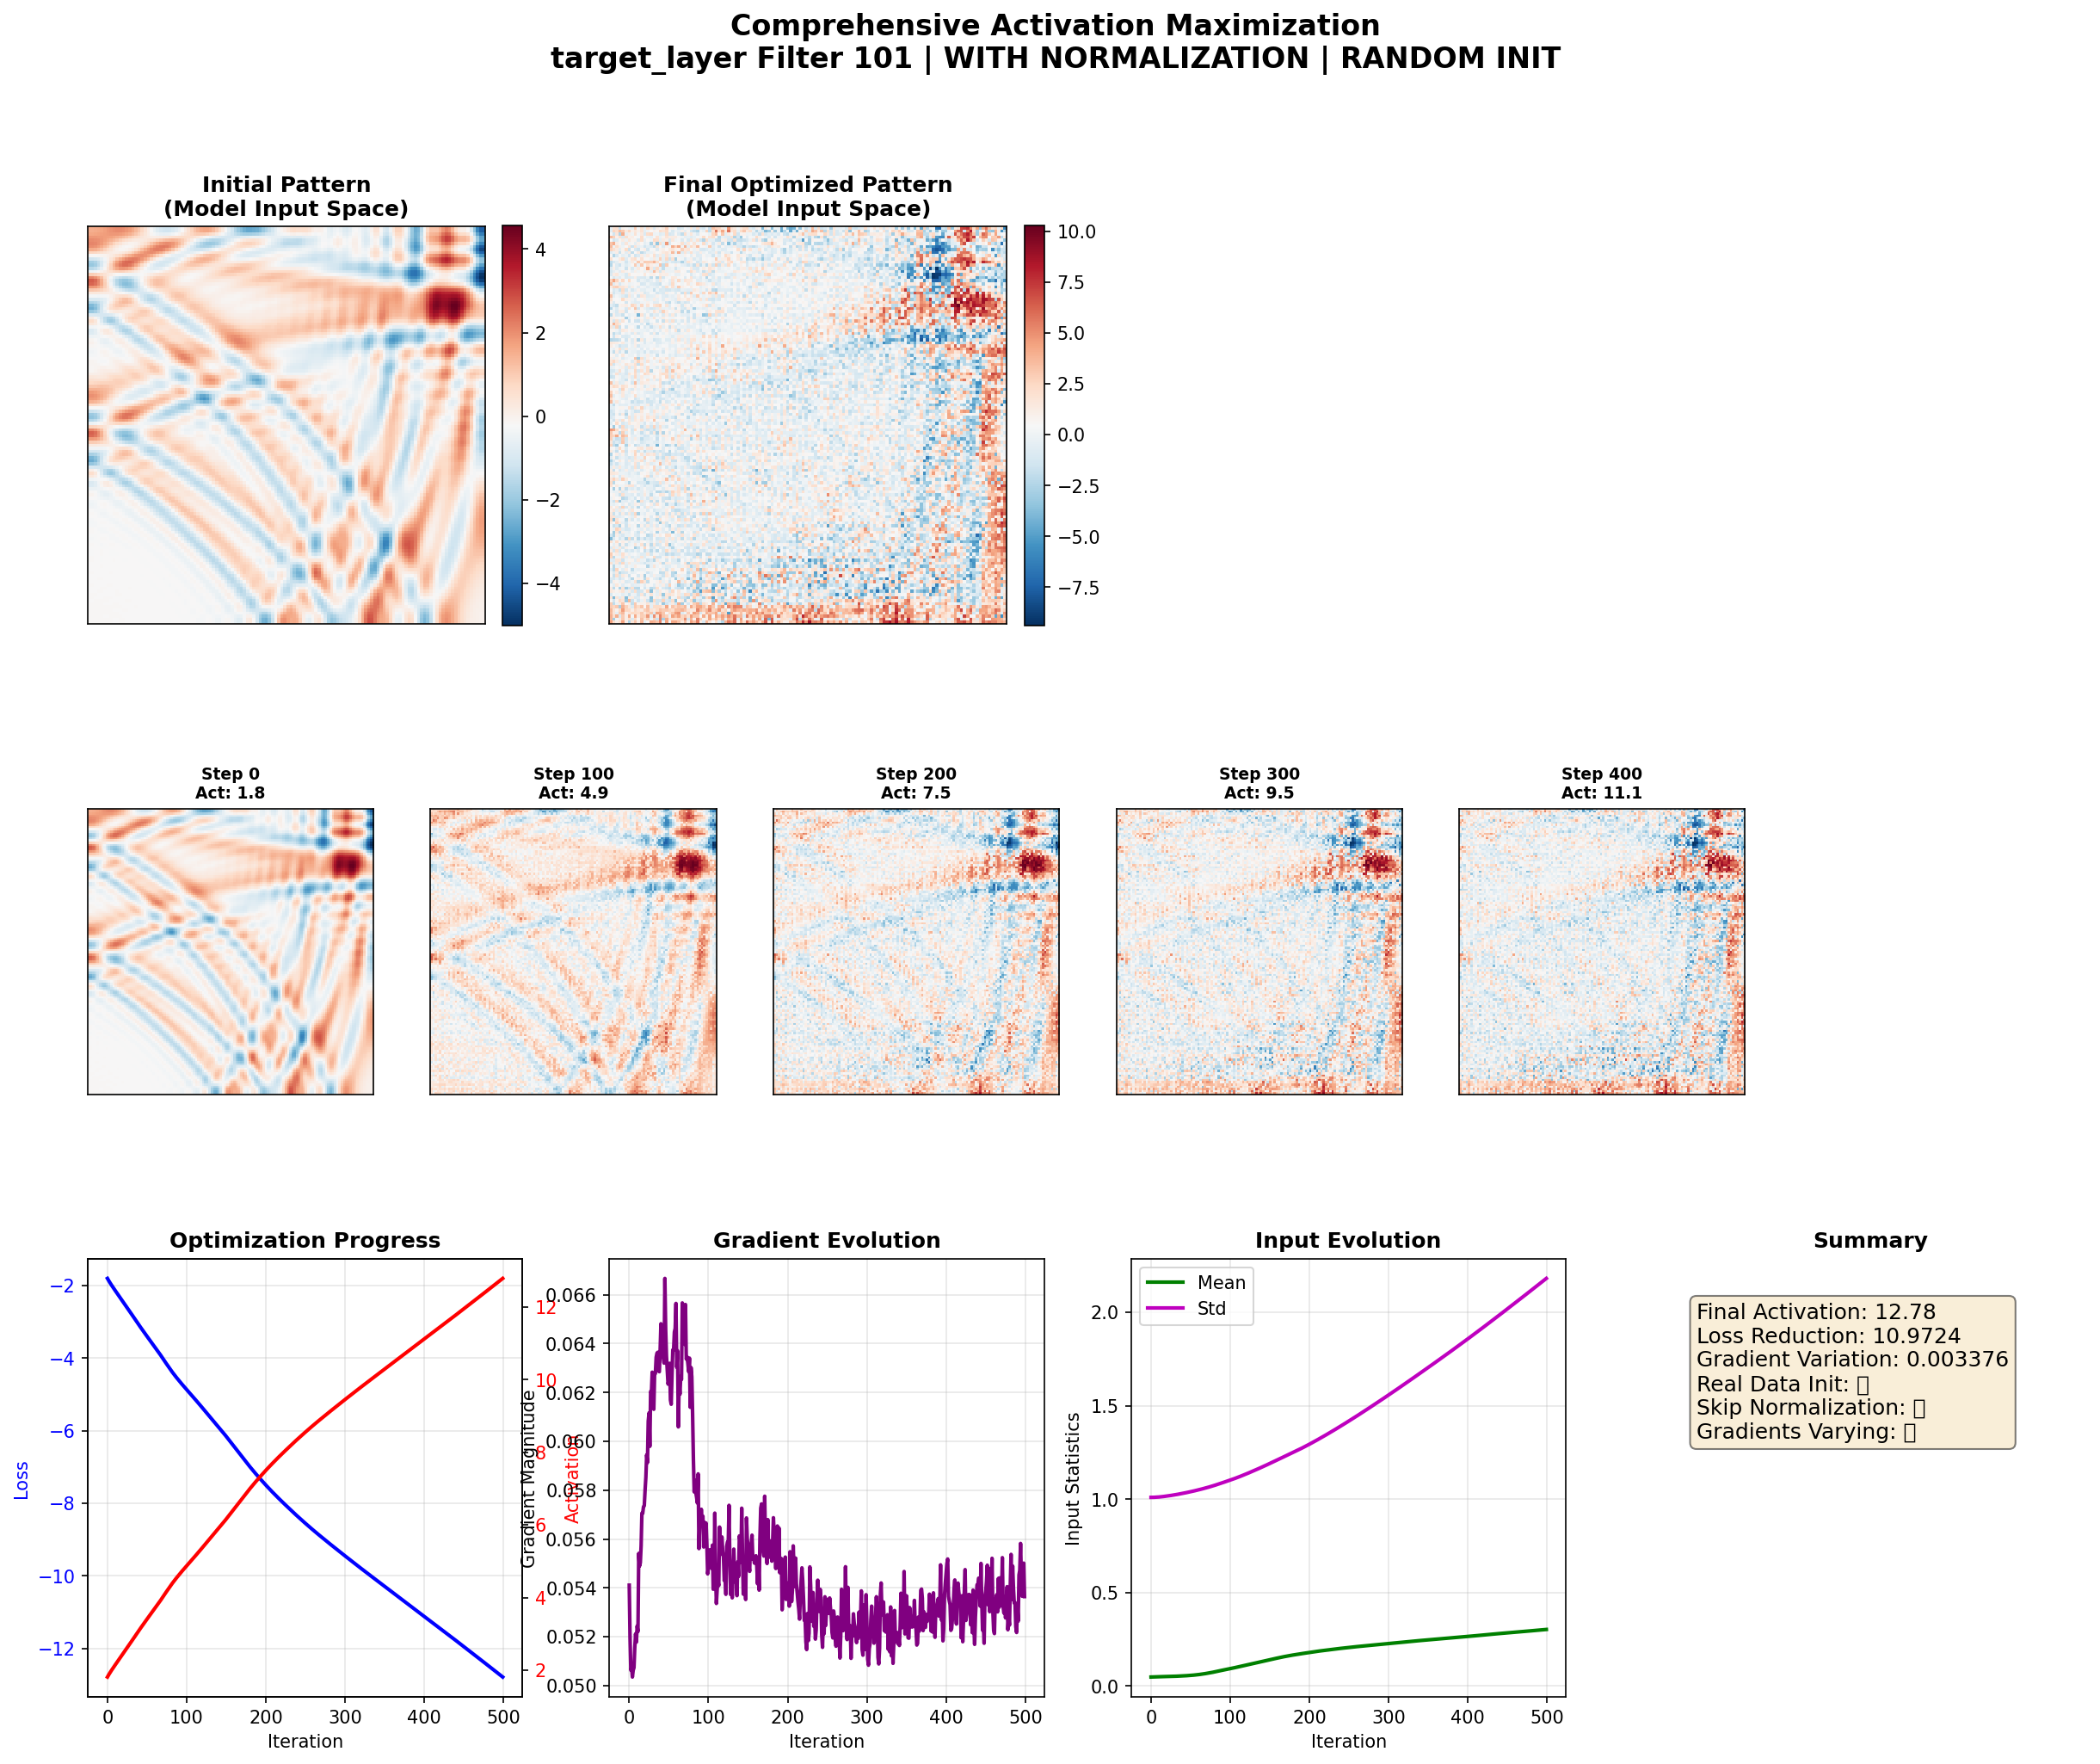 Comprehensive Activation Maximization
target_layer Filter 101 | WITH NORMALIZATION | RANDOM INIT
Initial Pattern
(Model Input Space)
4
2
0
−2
−4
Final Optimized Pattern
(Model Input Space)
10.0
7.5
5.0
2.5
0.0
−2.5
−5.0
−7.5
Step 0
Act: 1.8
Step 100
Act: 4.9
Step 200
Act: 7.5
Step 300
Act: 9.5
Step 400
Act: 11.1
Optimization Progress
Loss
−2
−4
−6
−8
−10
−12
0 100 200 300 400 500
Iteration
12
10
8
6
4
2
Activation
Gradient Evolution
Gradient Magnitude
0.066
0.064
0.062
0.060
0.058
0.056
0.054
0.052
0.050
0 100 200 300 400 500
Iteration
Input Evolution
Mean
Std
Input Statistics
2.0
1.5
1.0
0.5
0.0
0 100 200 300 400 500
Iteration
Summary
Final Activation: 12.78
Loss Reduction: 10.9724
Gradient Variation: 0.003376
Real Data Init:
Skip Normalization:
Gradients Varying: